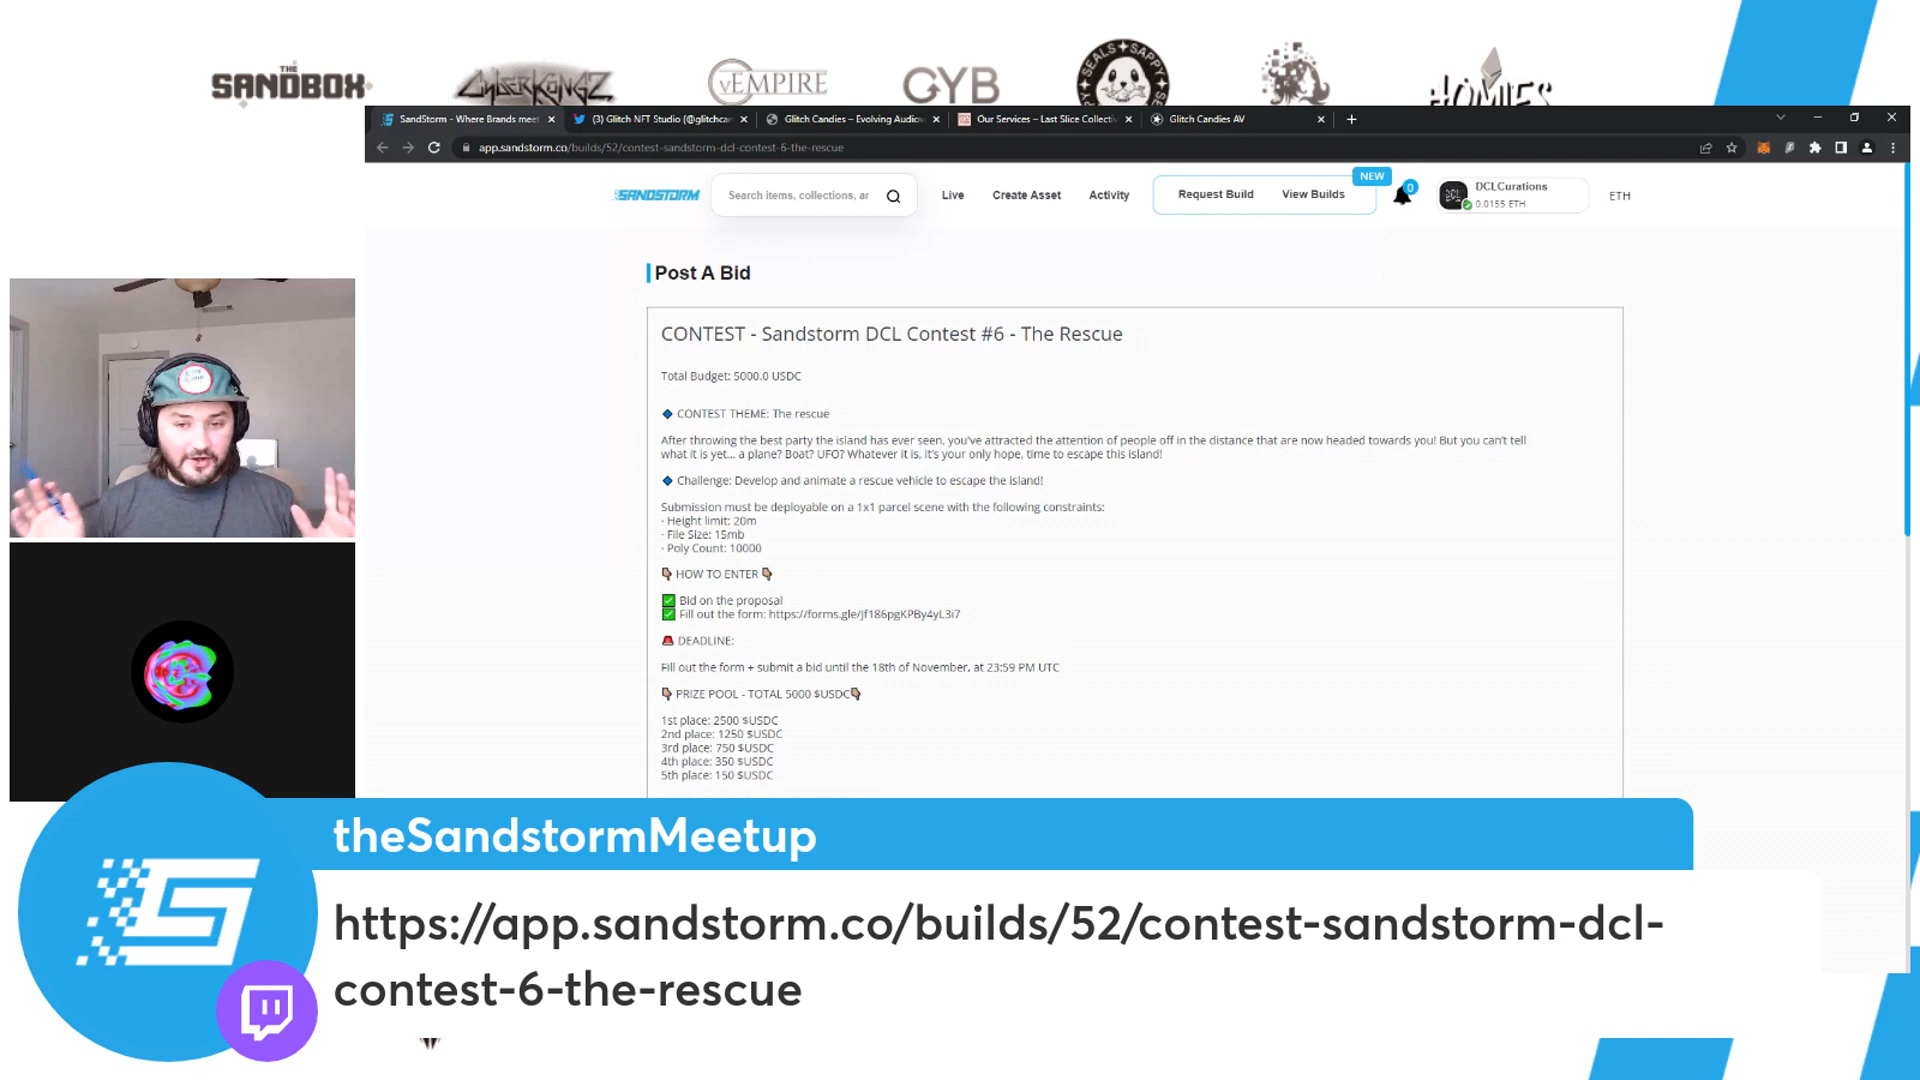 THE
SANDBOX
CYBERKONGZ
vEMPIRE
GYB
SEALS SAPPY
HOMIES
SandStorm - Where Brands meet
(3) Glitch NFT Studio (@glitchcan
Glitch Candies – Evolving Audiov
Our Services – Last Slice Collectiv
Glitch Candies AV
app.sandstorm.co/builds/52/contest-sandstorm-dcl-contest-6-the-rescue
SANDSTORM
Search items, collections, ar
Live
Create Asset
Activity
Request Build
View Builds
NEW
0
DCL
DCLCurations
0.0155 ETH
ETH
Post A Bid
CONTEST - Sandstorm DCL Contest #6 - The Rescue
Total Budget: 5000.0 USDC
🔹 CONTEST THEME: The rescue
After throwing the best party the island has ever seen, you've attracted the attention of people off in the distance that are now headed towards you! But you can't tell
what it is yet... a plane? Boat? UFO? Whatever it is, it's your only hope, time to escape this island!
🔹 Challenge: Develop and animate a rescue vehicle to escape the island!
Submission must be deployable on a 1x1 parcel scene with the following constraints:
· Height limit: 20m
· File Size: 15mb
· Poly Count: 10000
👇 HOW TO ENTER 👇
✅ Bid on the proposal
✅ Fill out the form: https://forms.gle/Jf186pgKPBy4yL3i7
🚨 DEADLINE:
Fill out the form + submit a bid until the 18th of November, at 23:59 PM UTC
👇 PRIZE POOL - TOTAL 5000 $USDC👇
1st place: 2500 $USDC
2nd place: 1250 $USDC
3rd place: 750 $USDC
4th place: 350 $USDC
5th place: 150 $USDC
theSandstormMeetup
https://app.sandstorm.co/builds/52/contest-sandstorm-dcl-
contest-6-the-rescue